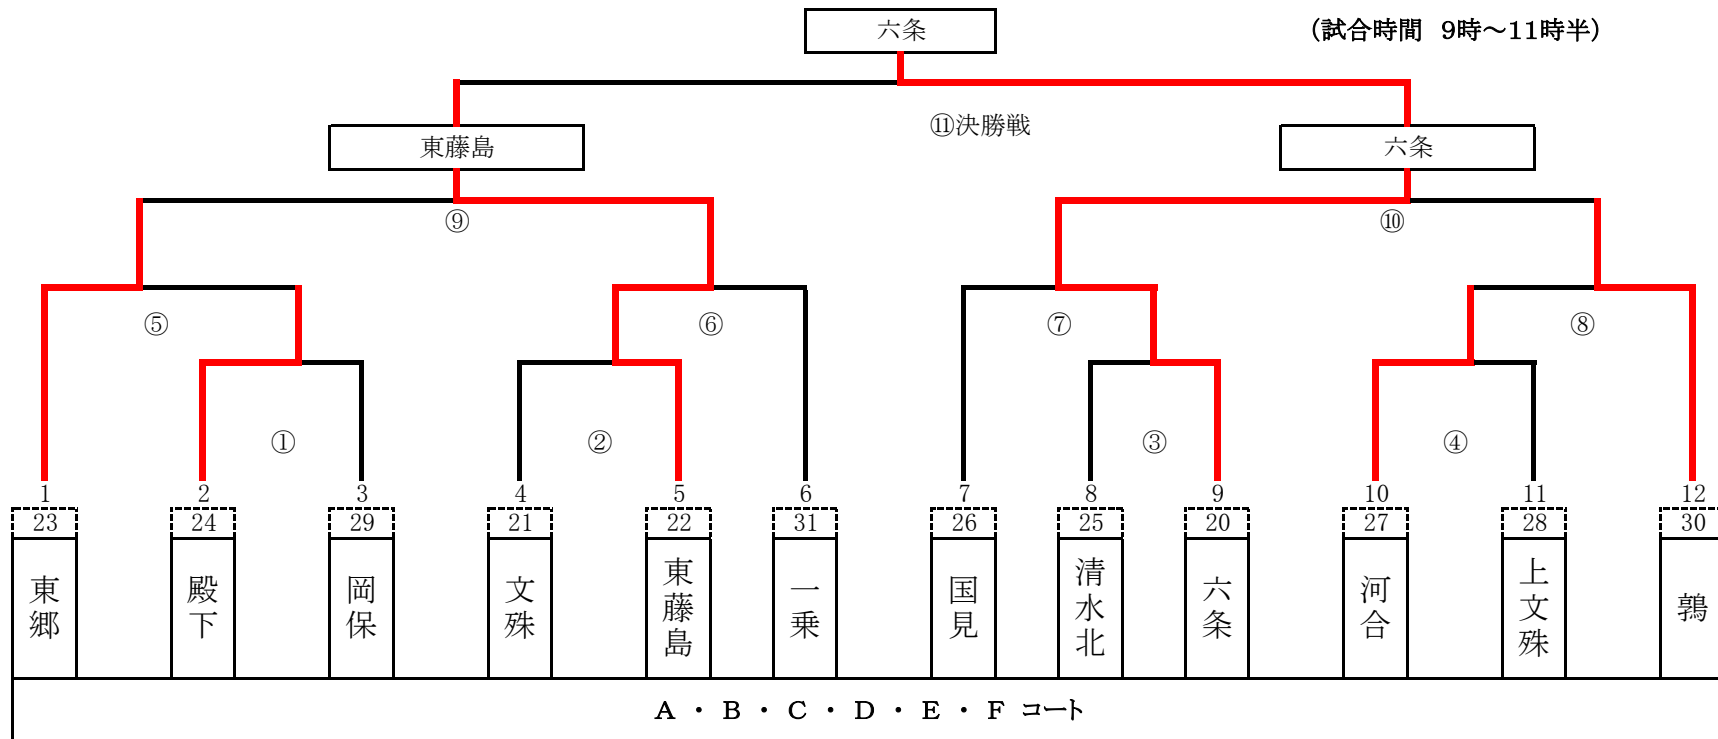 六条
(試合時間　9時～11時半)
⑪決勝戦
東藤島
六条
⑨
⑩
⑤
⑥
⑦
⑧
①
②
③
④
1 2 3 4 5 6 7 8 9 10 11 12
23 24 29 21 22 31 26 25 20 27 28 30
東郷
殿下
岡保
文殊
東藤島
一乗
国見
清水北
六条
河合
上文殊
鶉
A ・ B ・ C ・ D ・ E ・ F コート